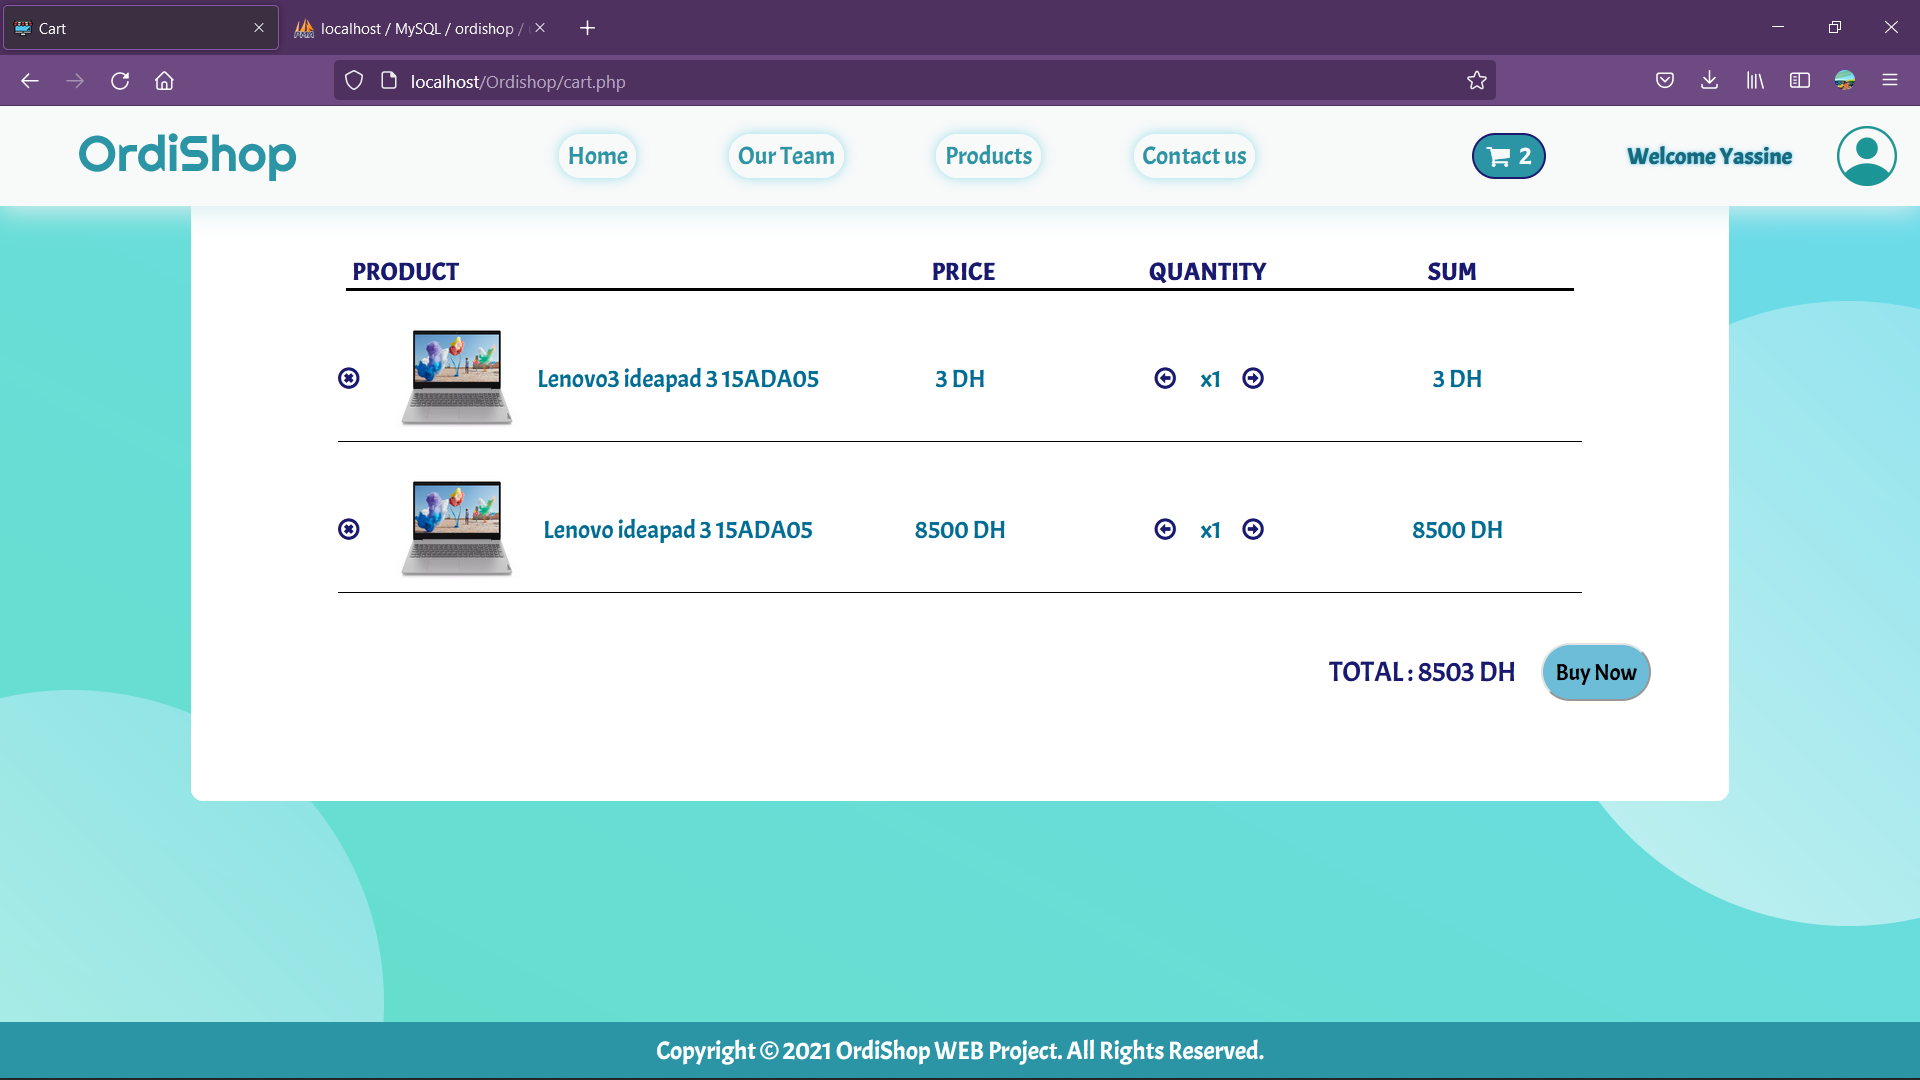 Cart
localhost / MySQL / ordishop /
localhost/Ordishop/cart.php
OrdiShop
Home
Our Team
Products
Contact us
2
Welcome Yassine
PRODUCT PRICE QUANTITY SUM
Lenovo3 ideapad 3 15ADA05 3 DH x1 3 DH
Lenovo ideapad 3 15ADA05 8500 DH x1 8500 DH
TOTAL : 8503 DH
Buy Now
Copyright © 2021 OrdiShop WEB Project. All Rights Reserved.